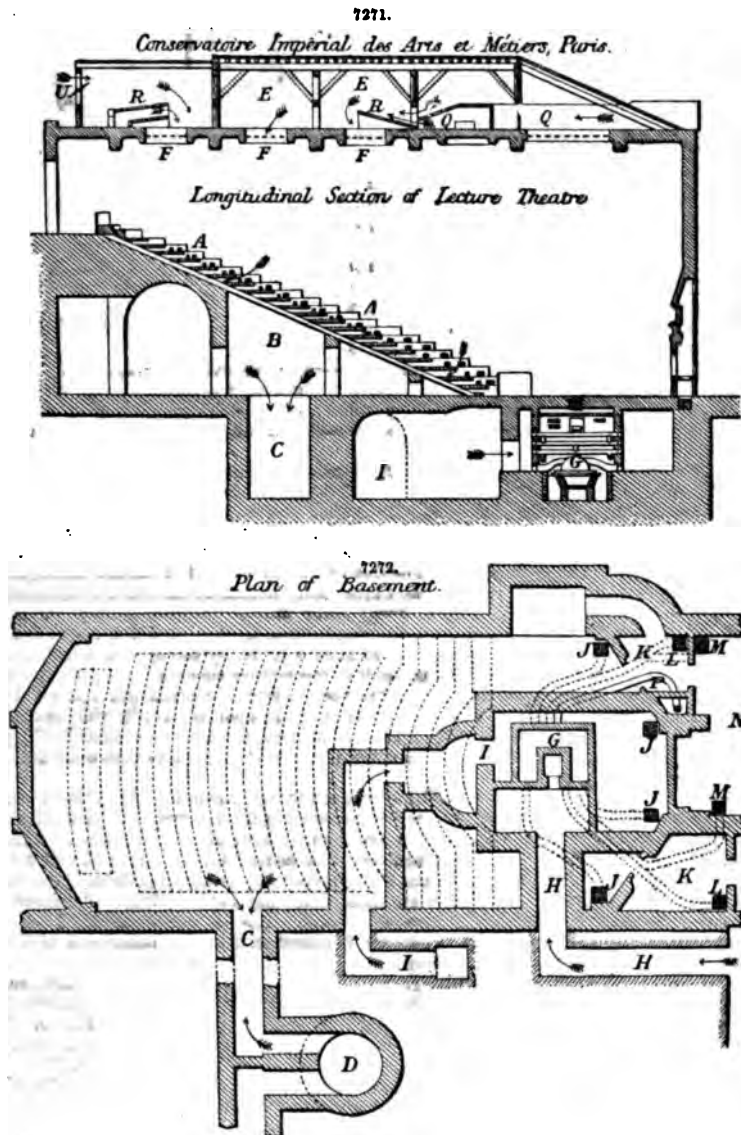 7271.
Conservatoire Impérial des Arts et Métiers, Paris.
U R E E R Q Q
F F F
Longitudinal Section of Lecture Theatre
A
A
B
C I G
7272.
Plan of Basement.
J K L M
N
I G J
J M
H J K L
C I H
D